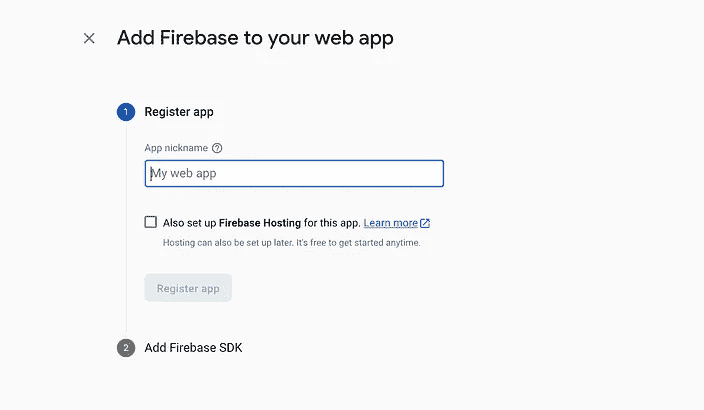 Add Firebase to your web app
1
Register app
App nickname
My web app
Also set up Firebase Hosting for this app. Learn more
Hosting can also be set up later. It's free to get started anytime.
Register app
2
Add Firebase SDK